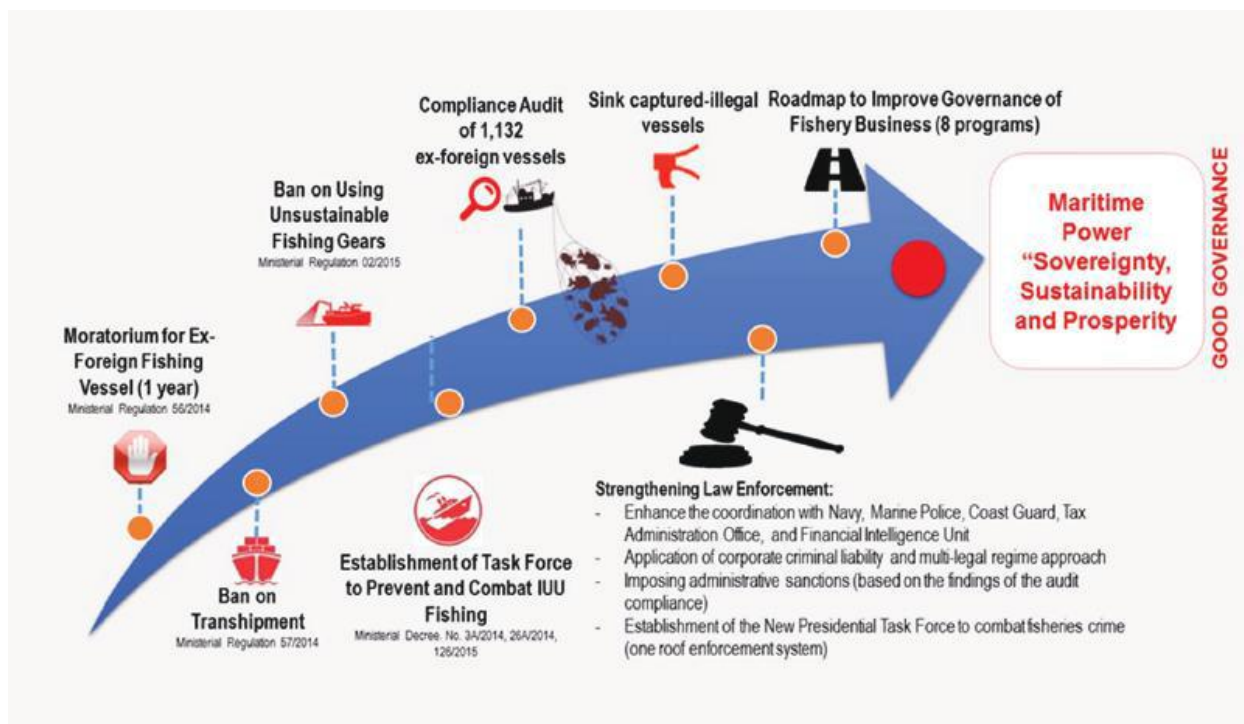 Moratorium for Ex-
Foreign Fishing
Vessel (1 year)
Ministerial Regulation 56/2014
Ban on
Transhipment
Ministerial Regulation 57/2014
Ban on Using
Unsustainable
Fishing Gears
Ministerial Regulation 02/2015
Establishment of Task Force
to Prevent and Combat IUU
Fishing
Ministerial Decree. No. 3A/2014, 26A/2014,
126/2015
Compliance Audit
of 1,132
ex-foreign vessels
Sink captured-illegal
vessels
Strengthening Law Enforcement:
- Enhance the coordination with Navy, Marine Police, Coast Guard, Tax
Administration Office, and Financial Intelligence Unit
- Application of corporate criminal liability and multi-legal regime approach
- Imposing administrative sanctions (based on the findings of the audit
compliance)
- Establishment of the New Presidential Task Force to combat fisheries crime
(one roof enforcement system)
Roadmap to Improve Governance of
Fishery Business (8 programs)
Maritime
Power
“Sovereignty,
Sustainability
and Prosperity
GOOD GOVERNANCE